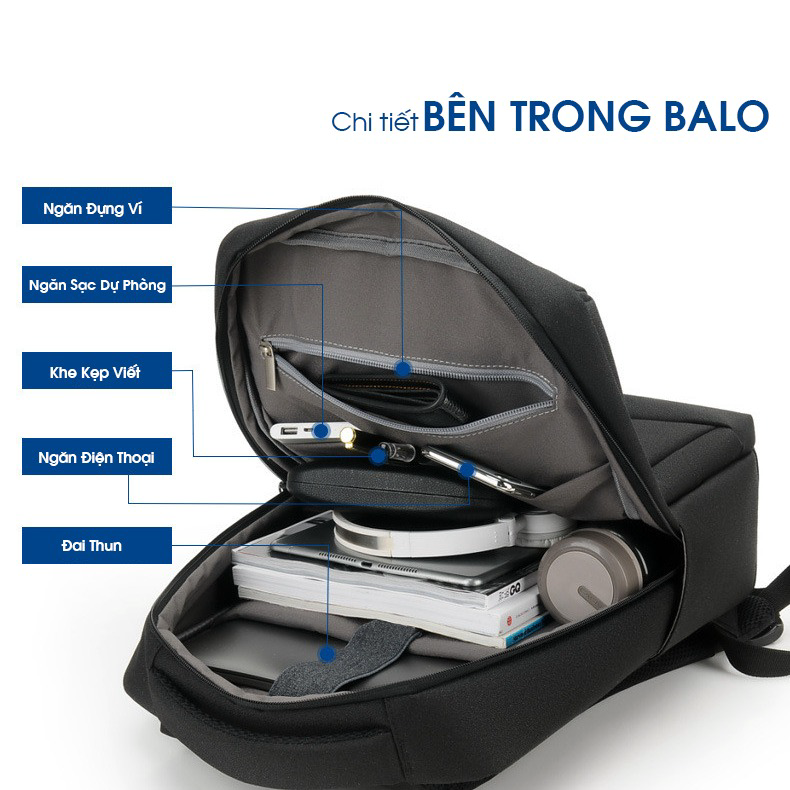 Chi tiết BÊN TRONG BALO
Ngăn Đựng Ví
Ngăn Sạc Dự Phòng
Khe Kẹp Viết
Ngăn Điện Thoại
Đai Thun
GQ